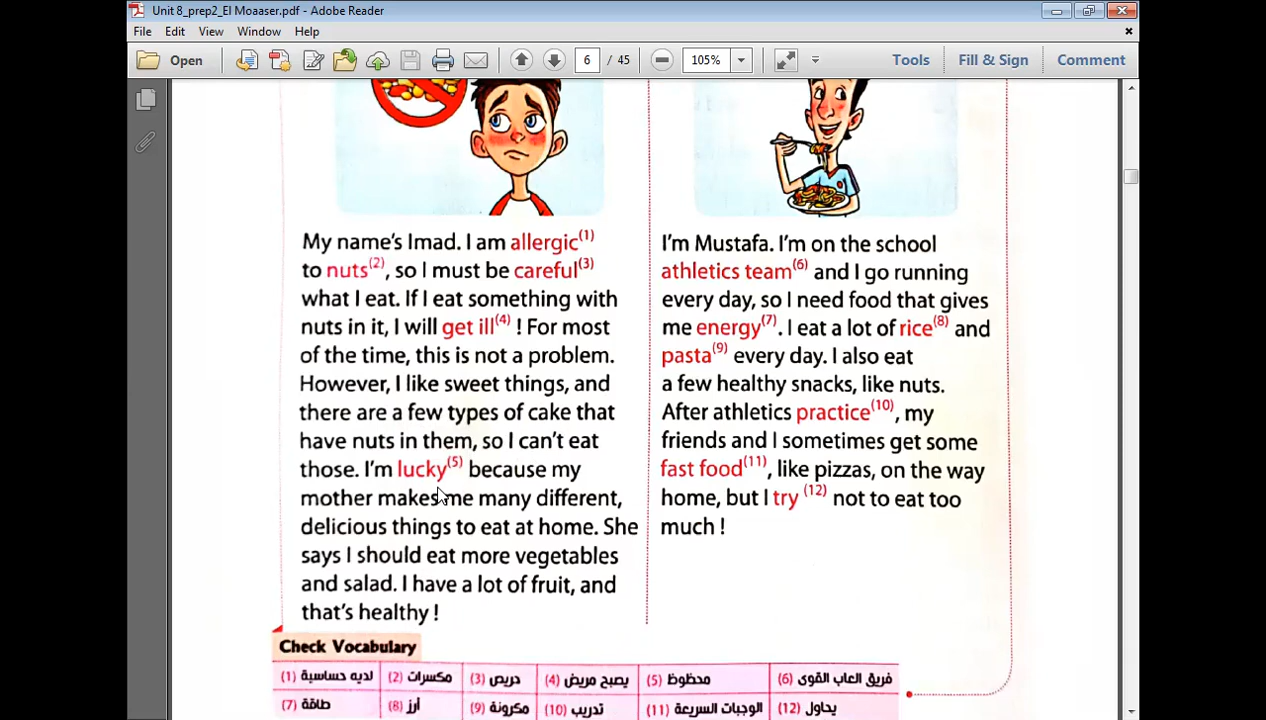 Unit 8_prep2_El Moaaser.pdf - Adobe Reader
File Edit View Window Help
Open 6 / 45 105% Tools Fill & Sign Comment
My name's Imad. I am allergic(1)
to nuts(2), so I must be careful(3)
what I eat. If I eat something with
nuts in it, I will get ill(4) ! For most
of the time, this is not a problem.
However, I like sweet things, and
there are a few types of cake that
have nuts in them, so I can't eat
those. I'm lucky(5) because my
mother makes me many different,
delicious things to eat at home. She
says I should eat more vegetables
and salad. I have a lot of fruit, and
that's healthy !
I'm Mustafa. I'm on the school
athletics team(6) and I go running
every day, so I need food that gives
me energy(7). I eat a lot of rice(8) and
pasta(9) every day. I also eat
a few healthy snacks, like nuts.
After athletics practice(10), my
friends and I sometimes get some
fast food(11), like pizzas, on the way
home, but I try (12) not to eat too
much !
Check Vocabulary
(1) لديه حساسية (2) مكسرات (3) حريص (4) يصبح مريض (5) محظوظ (6) فريق العاب القوى
(7) طاقة (8) أرز (9) مكرونة (10) تدريب (11) الوجبات السريعة (12) يحاول